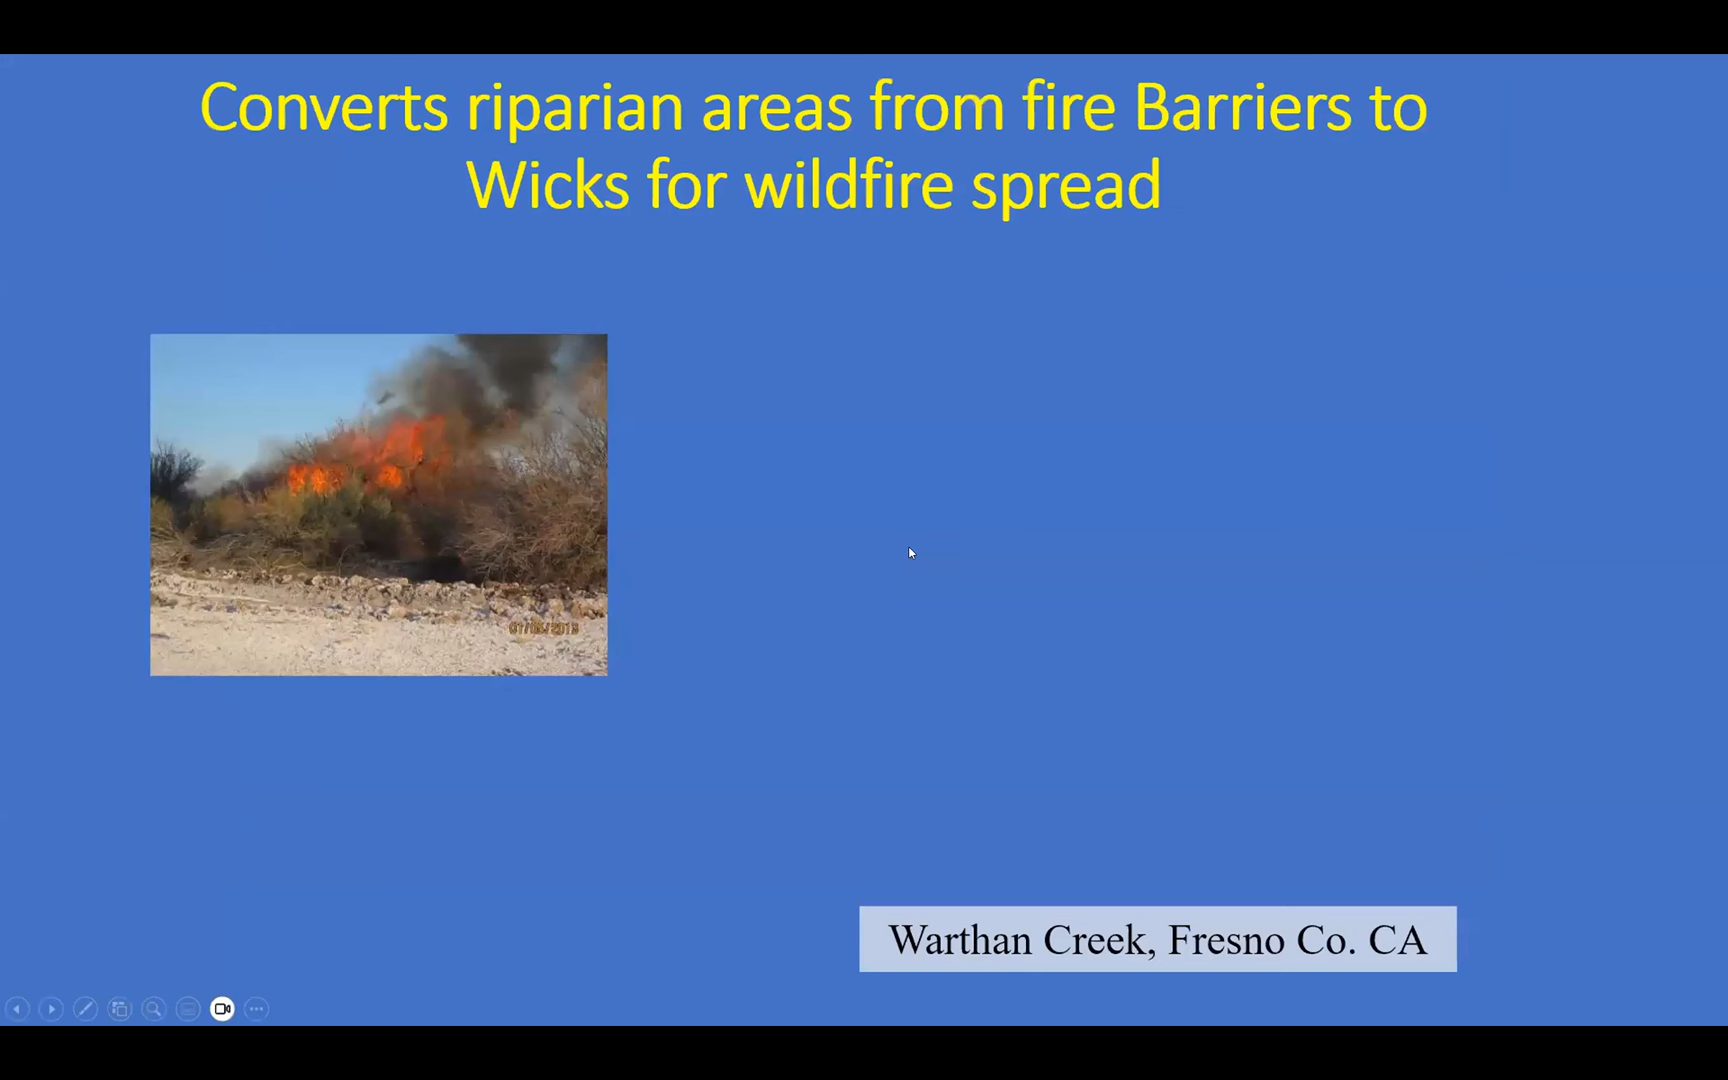 Converts riparian areas from fire Barriers to
Wicks for wildfire spread
Warthan Creek, Fresno Co. CA